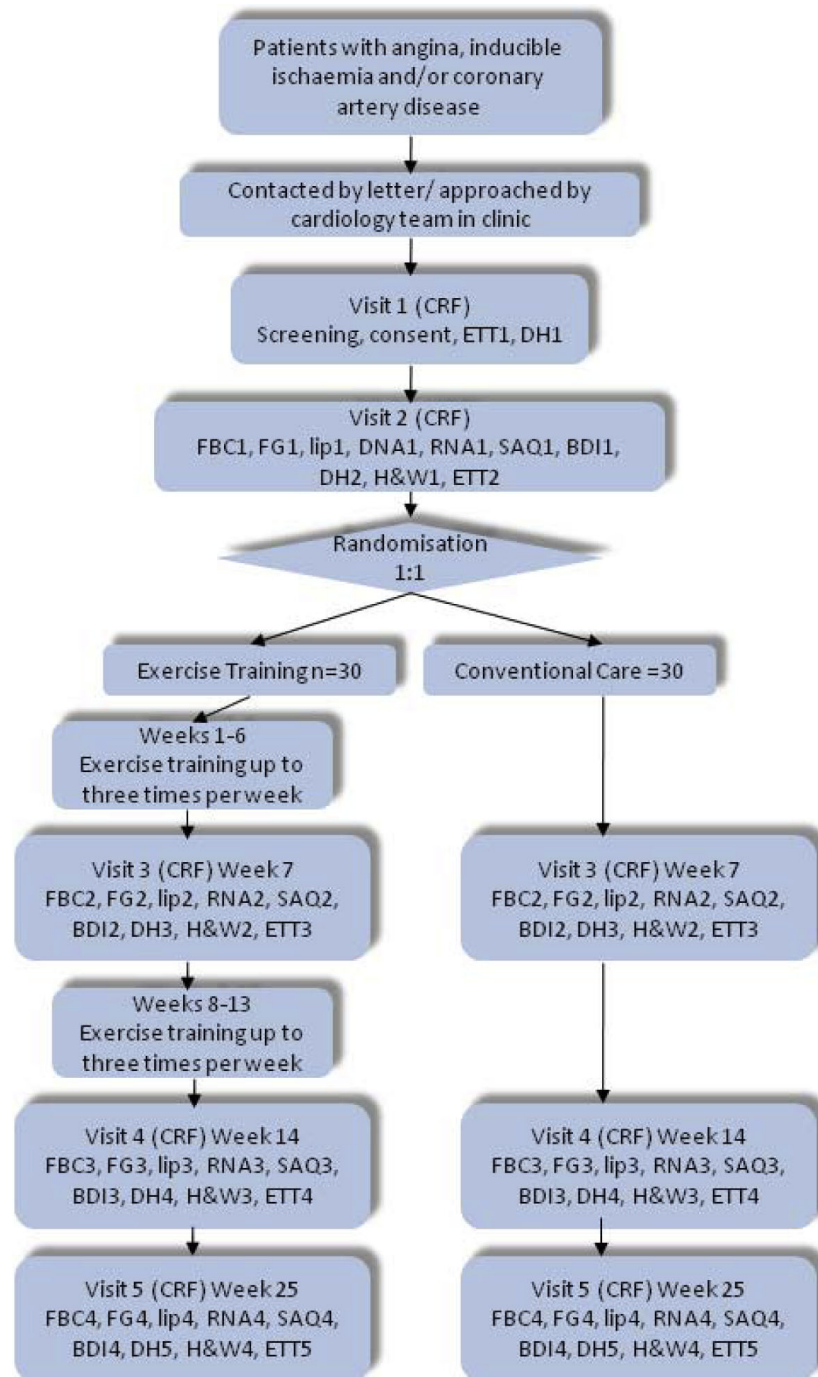 Patients with angina, inducible
ischaemia and/or coronary
artery disease
Contacted by letter/ approached by
cardiology team in clinic
Visit 1 (CRF)
Screening, consent, ETT1, DH1
Visit 2 (CRF)
FBC1, FG1, lip1, DNA1, RNA1, SAQ1, BDI1,
DH2, H&W1, ETT2
Randomisation
1:1
Exercise Training n=30
Conventional Care =30
Weeks 1-6
Exercise training up to
three times per week
Visit 3 (CRF) Week 7
FBC2, FG2, lip2, RNA2, SAQ2,
BDI2, DH3, H&W2, ETT3
Visit 3 (CRF) Week 7
FBC2, FG2, lip2, RNA2, SAQ2,
BDI2, DH3, H&W2, ETT3
Weeks 8-13
Exercise training up to
three times per week
Visit 4 (CRF) Week 14
FBC3, FG3, lip3, RNA3, SAQ3,
BDI3, DH4, H&W3, ETT4
Visit 4 (CRF) Week 14
FBC3, FG3, lip3, RNA3, SAQ3,
BDI3, DH4, H&W3, ETT4
Visit 5 (CRF) Week 25
FBC4, FG4, lip4, RNA4, SAQ4,
BDI4, DH5, H&W4, ETT5
Visit 5 (CRF) Week 25
FBC4, FG4, lip4, RNA4, SAQ4,
BDI4, DH5, H&W4, ETT5